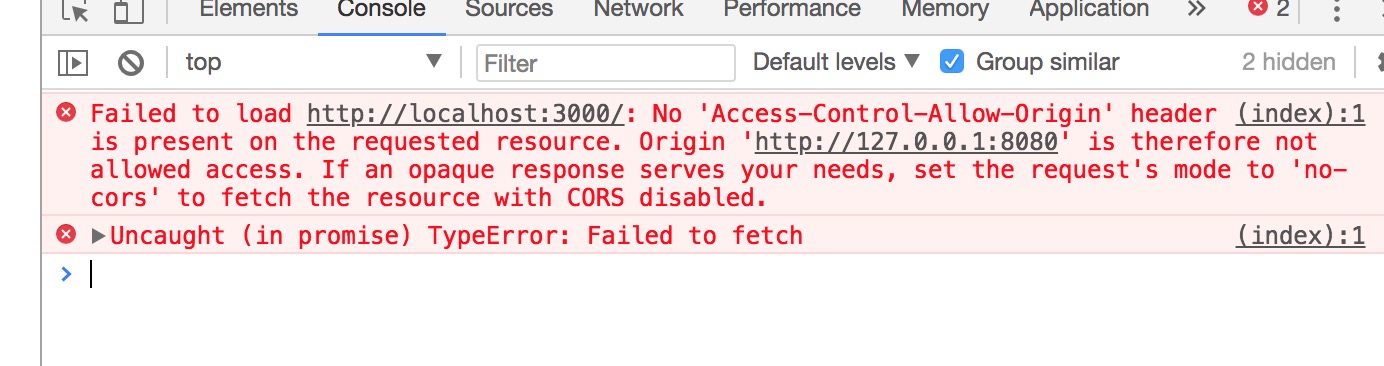 Elements Console Sources Network Performance Memory Application » 2
top Filter Default levels Group similar 2 hidden
Failed to load http://localhost:3000/: No 'Access-Control-Allow-Origin' header (index):1
is present on the requested resource. Origin 'http://127.0.0.1:8080' is therefore not
allowed access. If an opaque response serves your needs, set the request's mode to 'no-
cors' to fetch the resource with CORS disabled.
Uncaught (in promise) TypeError: Failed to fetch (index):1